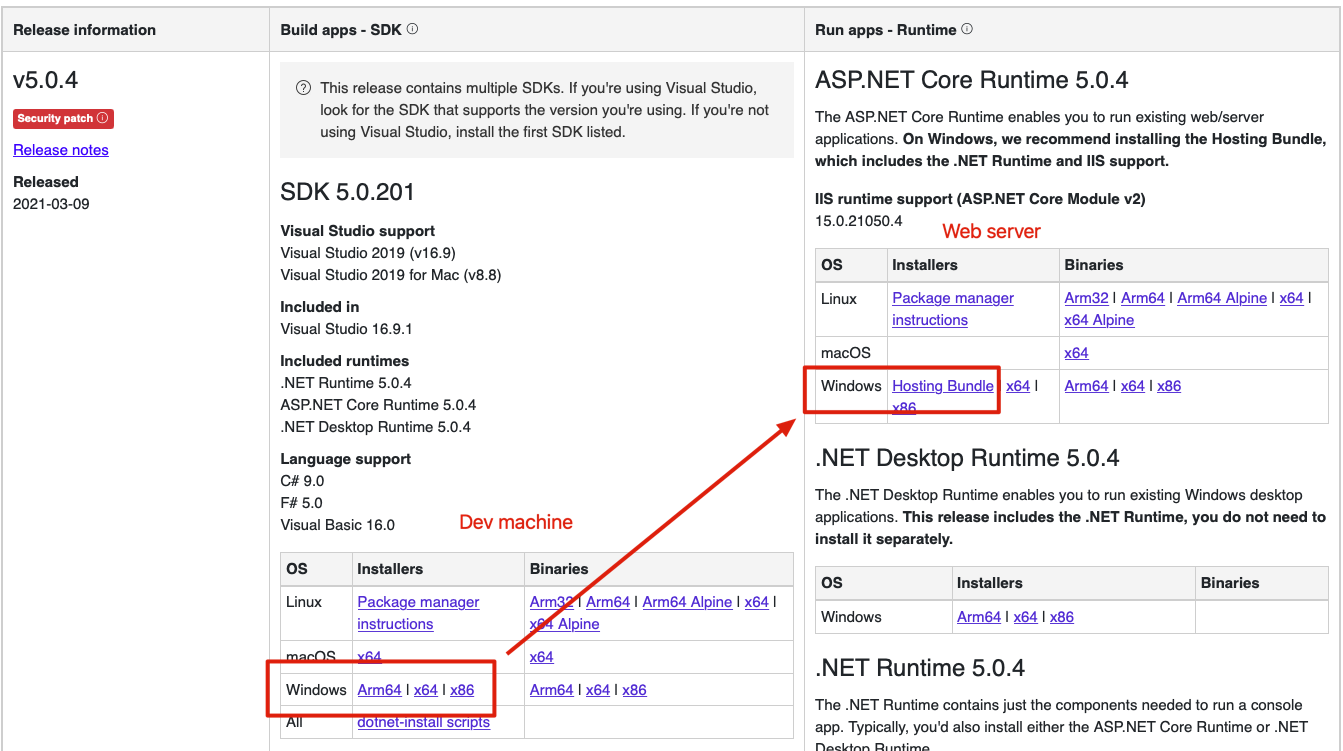 Release information
v5.0.4
Security patch
Release notes
Released
2021-03-09
Build apps - SDK
This release contains multiple SDKs. If you're using Visual Studio,
look for the SDK that supports the version you're using. If you're not
using Visual Studio, install the first SDK listed.
SDK 5.0.201
Visual Studio support
Visual Studio 2019 (v16.9)
Visual Studio 2019 for Mac (v8.8)
Included in
Visual Studio 16.9.1
Included runtimes
.NET Runtime 5.0.4
ASP.NET Core Runtime 5.0.4
.NET Desktop Runtime 5.0.4
Language support
C# 9.0
F# 5.0
Visual Basic 16.0
Dev machine
OS Installers Binaries
Linux Package manager Arm32 | Arm64 | Arm64 Alpine | x64 |
instructions x64 Alpine
macOS x64 x64
Windows Arm64 | x64 | x86 Arm64 | x64 | x86
All dotnet-install scripts
Run apps - Runtime
ASP.NET Core Runtime 5.0.4
The ASP.NET Core Runtime enables you to run existing web/server
applications. On Windows, we recommend installing the Hosting Bundle,
which includes the .NET Runtime and IIS support.
IIS runtime support (ASP.NET Core Module v2)
15.0.21050.4
Web server
OS Installers Binaries
Linux Package manager Arm32 | Arm64 | Arm64 Alpine | x64 |
instructions x64 Alpine
macOS x64
Windows Hosting Bundle | x64 | Arm64 | x64 | x86
x86
.NET Desktop Runtime 5.0.4
The .NET Desktop Runtime enables you to run existing Windows desktop
applications. This release includes the .NET Runtime, you do not need to
install it separately.
OS Installers Binaries
Windows Arm64 | x64 | x86
.NET Runtime 5.0.4
The .NET Runtime contains just the components needed to run a console
app. Typically, you'd also install either the ASP.NET Core Runtime or .NET
Desktop Runtime.